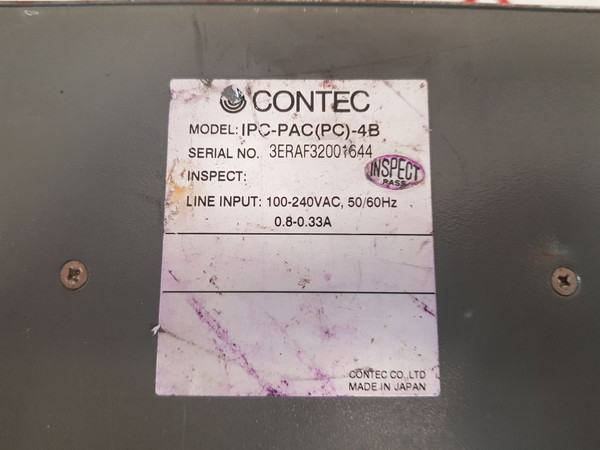 CONTEC
MODEL: IPC-PAC(PC)-4B
SERIAL NO. 3ERAF32001644
INSPECT:
INSPECT
PASS
LINE INPUT: 100-240VAC, 50/60Hz
0.8-0.33A
CONTEC CO.,LTD
MADE IN JAPAN